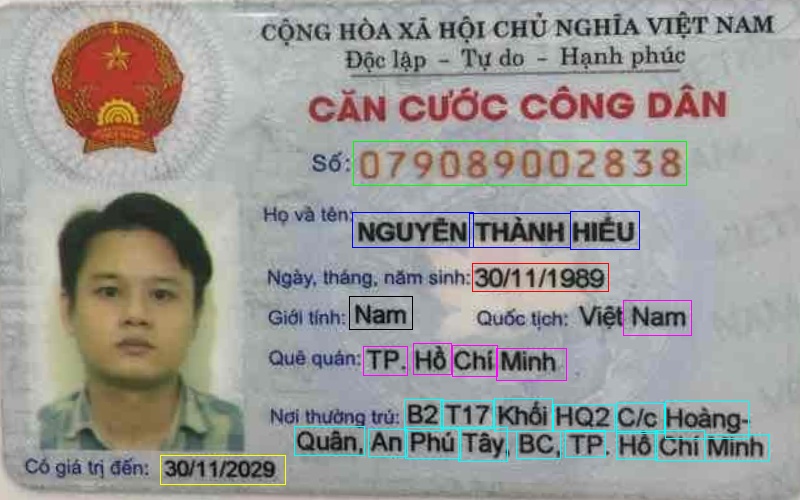 CỘNG HÒA XÃ HỘI CHỦ NGHĨA VIỆT NAM
Độc lập - Tự do - Hạnh phúc
CĂN CƯỚC CÔNG DÂN
Số: 079089002838
Họ và tên: NGUYỄN THÀNH HIẾU
Ngày, tháng, năm sinh: 30/11/1989
Giới tính: Nam Quốc tịch: Việt Nam
Quê quán: TP. Hồ Chí Minh
Nơi thường trú: B2 T17 Khối HQ2 C/c Hoàng-
Quân, An Phú Tây, BC, TP. Hồ Chí Minh
Có giá trị đến: 30/11/2029